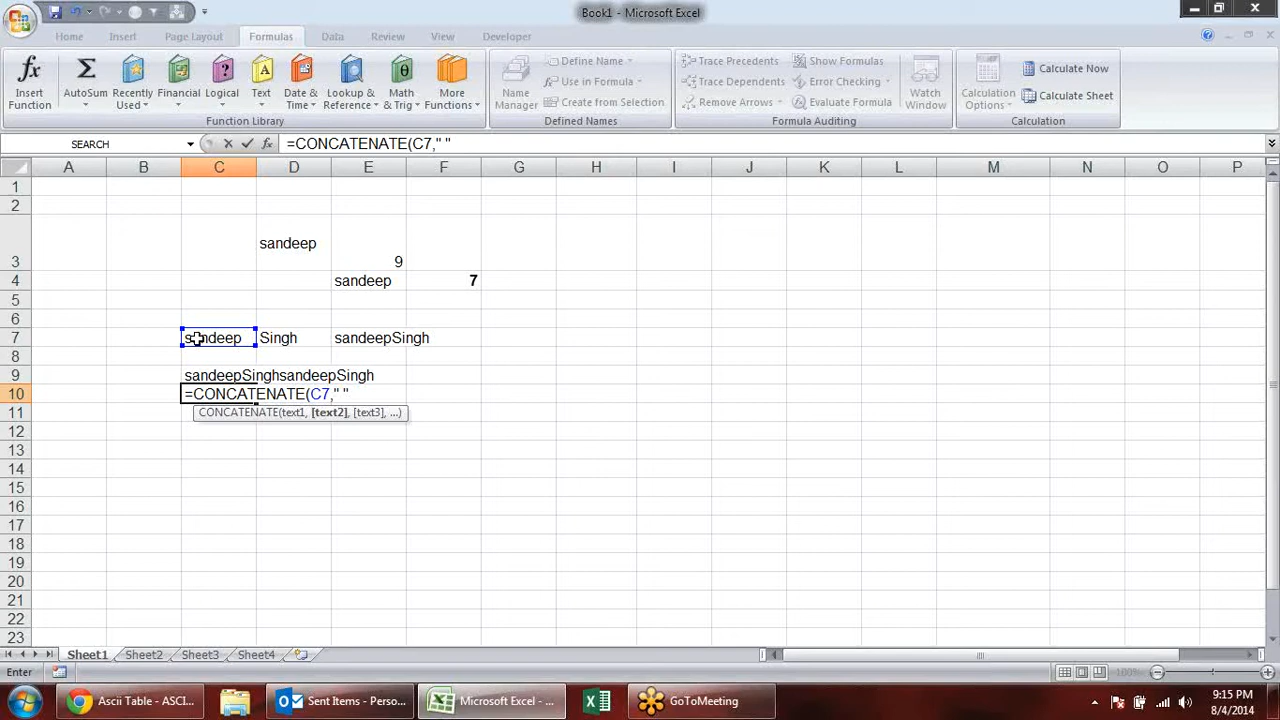 Book1 - Microsoft Excel
Home Insert Page Layout Formulas Data Review View Developer
Insert Function
AutoSum
Recently Used
Financial
Logical
Text
Date & Time
Lookup & Reference
Math & Trig
More Functions
Function Library
Name Manager
Define Name
Use in Formula
Create from Selection
Defined Names
Trace Precedents
Trace Dependents
Remove Arrows
Show Formulas
Error Checking
Evaluate Formula
Formula Auditing
Watch Window
Calculation Options
Calculate Now
Calculate Sheet
Calculation
SEARCH =CONCATENATE(C7," "
A B C D E F G H I J K L M N O P
1
2
sandeep
3 9
4 sandeep 7
5
6
7 sandeep Singh sandeepSingh
8
9 sandeepSinghsandeepSingh
10 =CONCATENATE(C7," "
11 CONCATENATE(text1, [text2], [text3], ...)
12
13
14
15
16
17
18
19
20
21
22
23
Sheet1 Sheet2 Sheet3 Sheet4
Enter 100%
Ascii Table - ASCI... Sent Items - Perso... Microsoft Excel - ... GoToMeeting 9:15 PM
8/4/2014